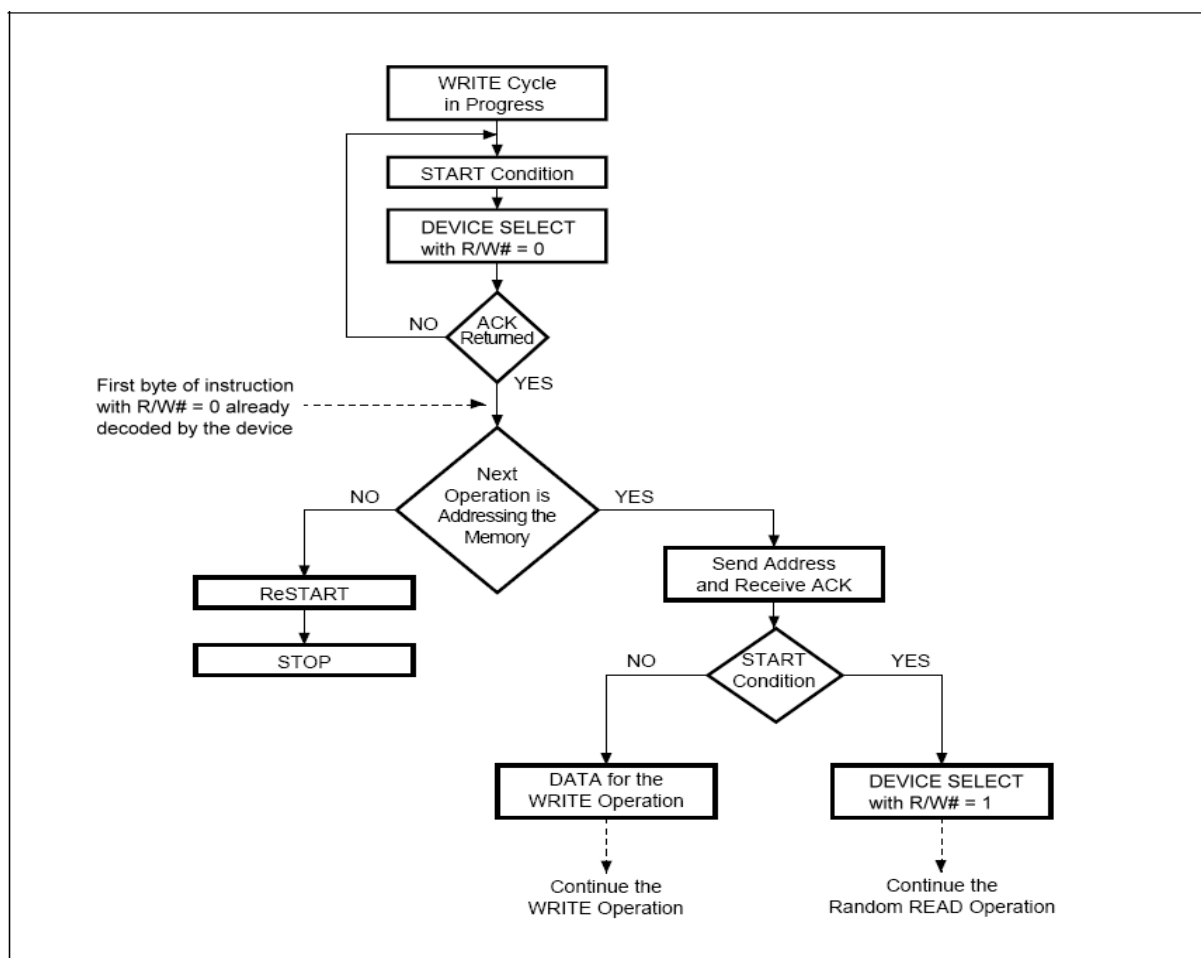 WRITE Cycle
in Progress
START Condition
DEVICE SELECT
with R/W# = 0
NO
ACK
Returned
YES
First byte of instruction
with R/W# = 0 already
decoded by the device
Next
Operation is
Addressing the
Memory
NO
YES
ReSTART
STOP
Send Address
and Receive ACK
NO
START
Condition
YES
DATA for the
WRITE Operation
DEVICE SELECT
with R/W# = 1
Continue the
WRITE Operation
Continue the
Random READ Operation